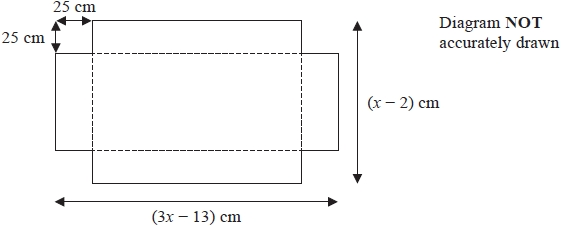 25 cm
25 cm
Diagram NOT
accurately drawn
(x − 2) cm
(3x − 13) cm